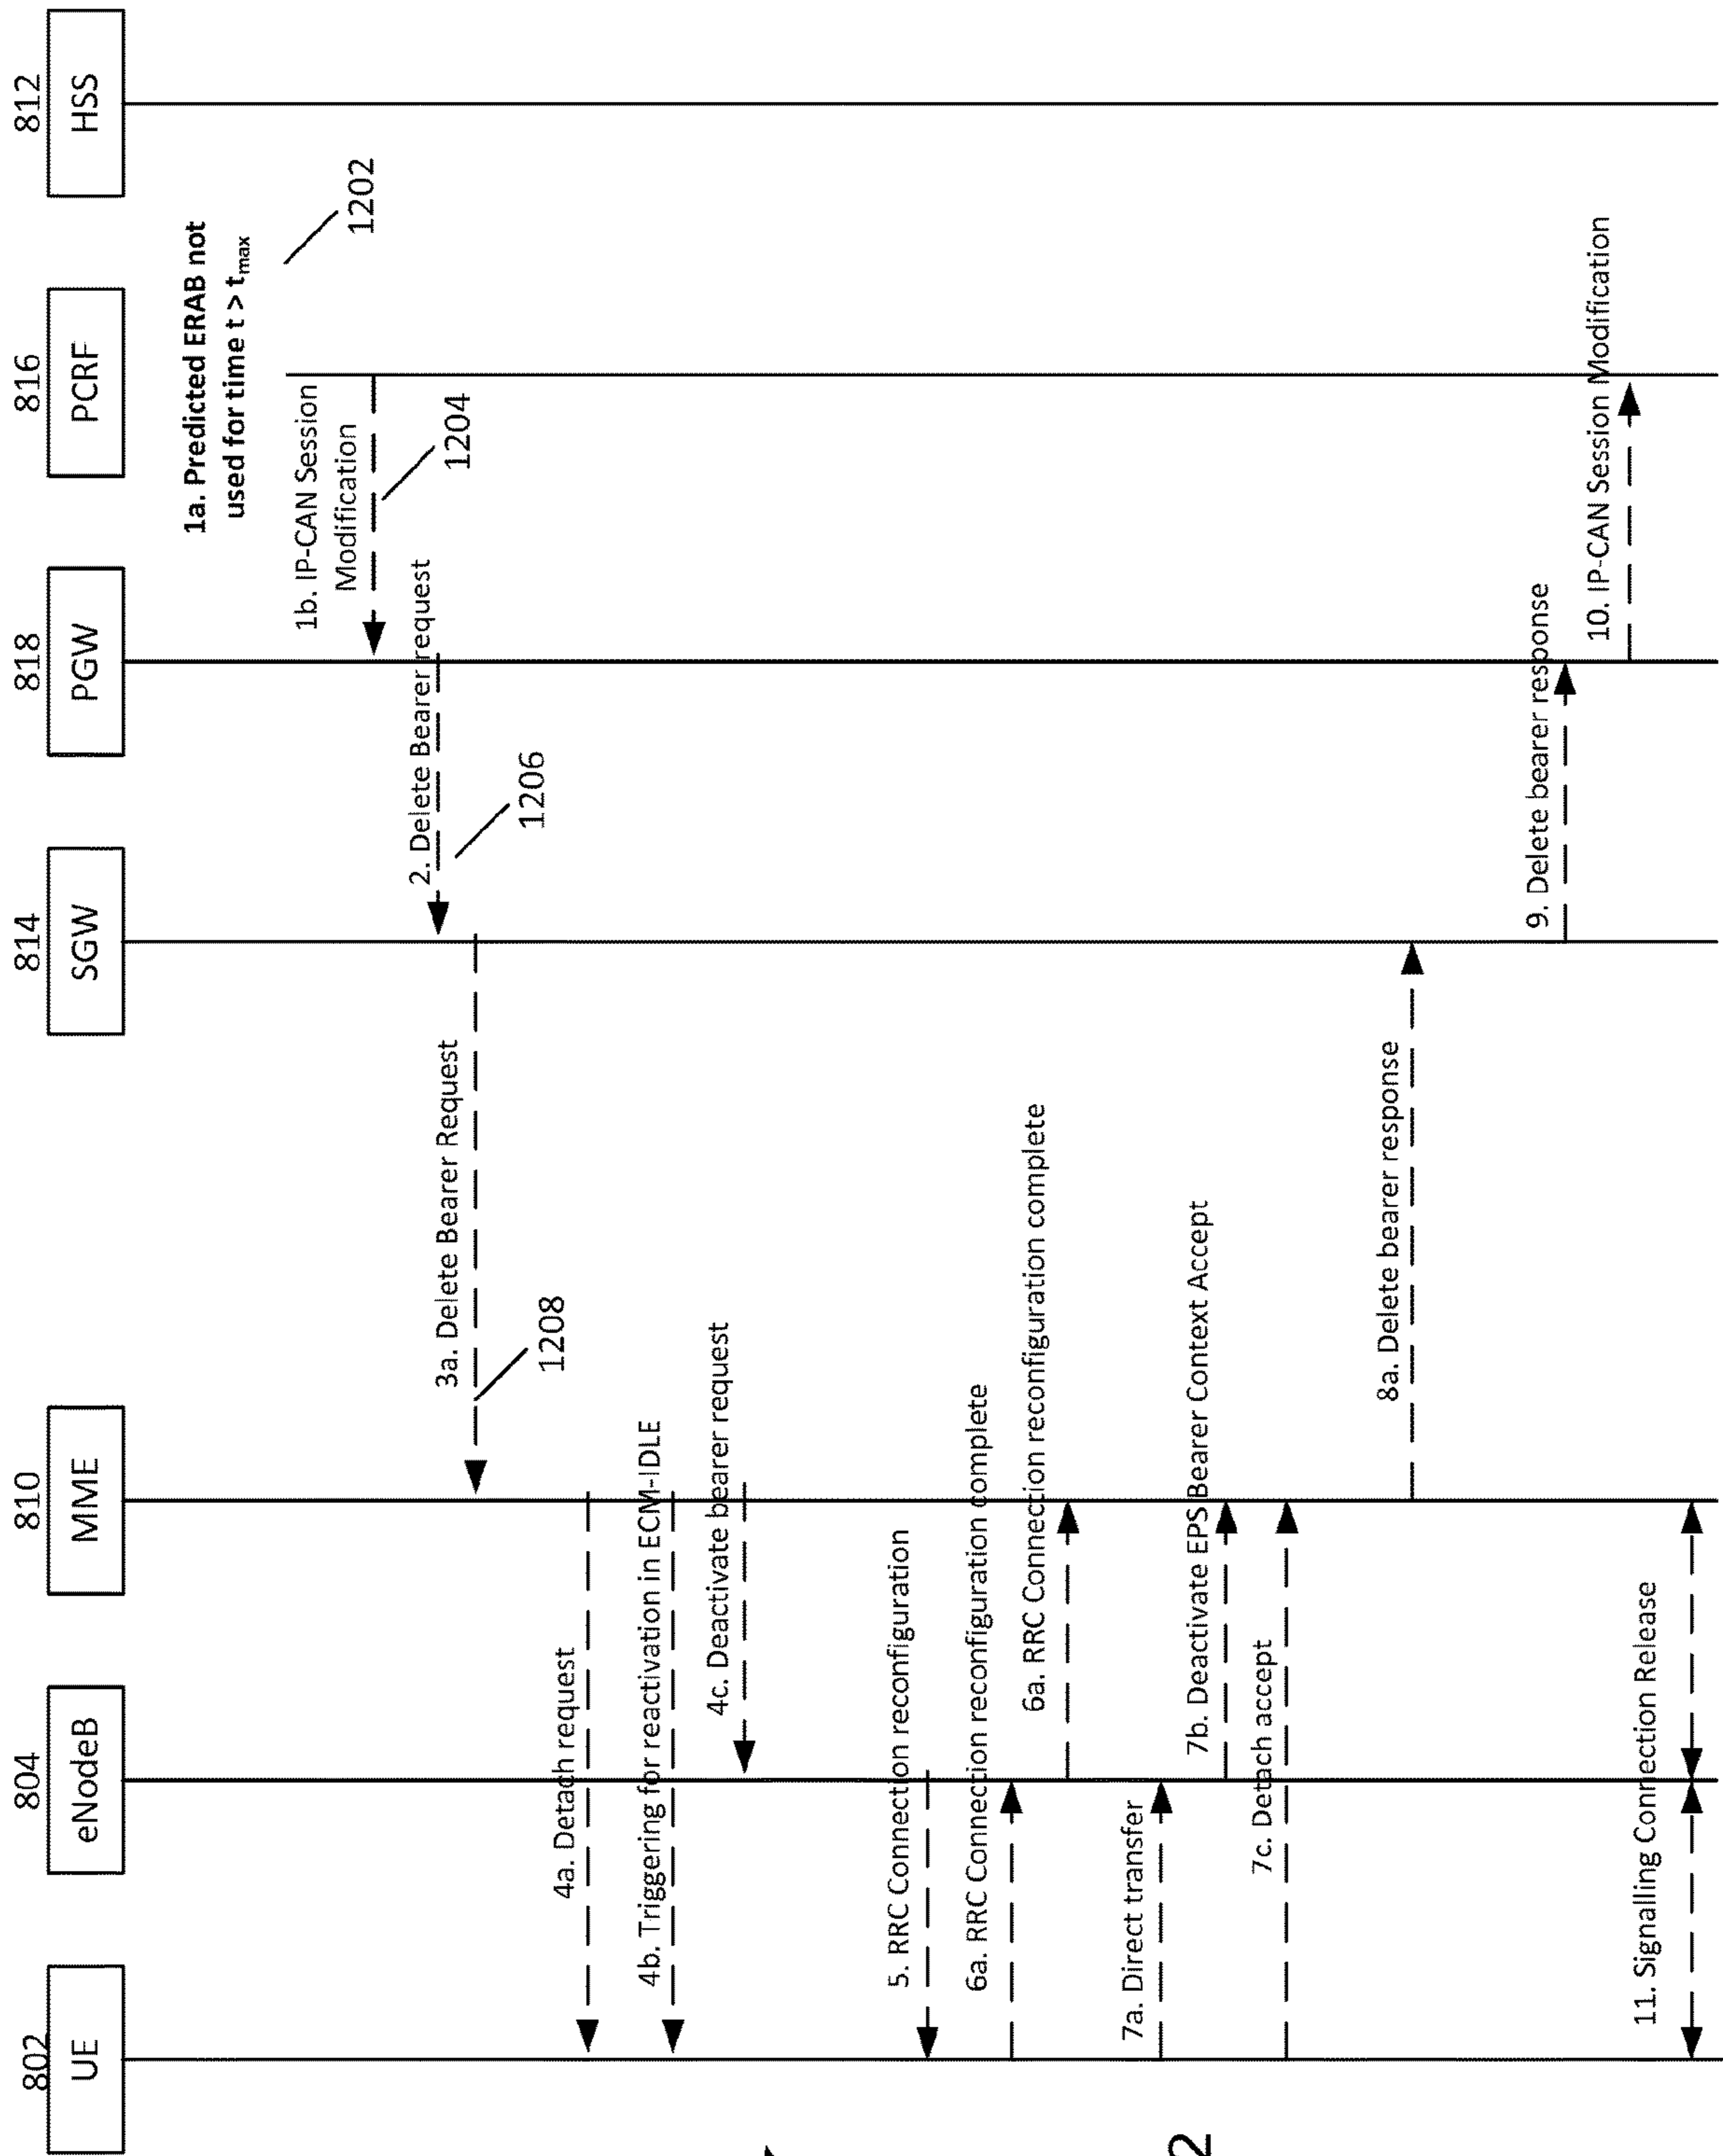 802
UE
804
eNodeB
810
MME
814
SGW
818
PGW
816
PCRF
812
HSS
1a. Predicted ERAB not
used for time t > tmax
1202
1b. IP-CAN Session
Modification
1204
2. Delete Bearer request
1206
3a. Delete Bearer Request
1208
4a. Detach request
4b. Triggering for reactivation in ECM-IDLE
4c. Deactivate bearer request
5. RRC Connection reconfiguration
6a. RRC Connection reconfiguration complete
6a. RRC Connection reconfiguration complete
7a. Direct transfer
7b. Deactivate EPS Bearer Context Accept
7c. Detach accept
8a. Delete bearer response
9. Delete bearer response
10. IP-CAN Session Modification
11. Signalling Connection Release
2